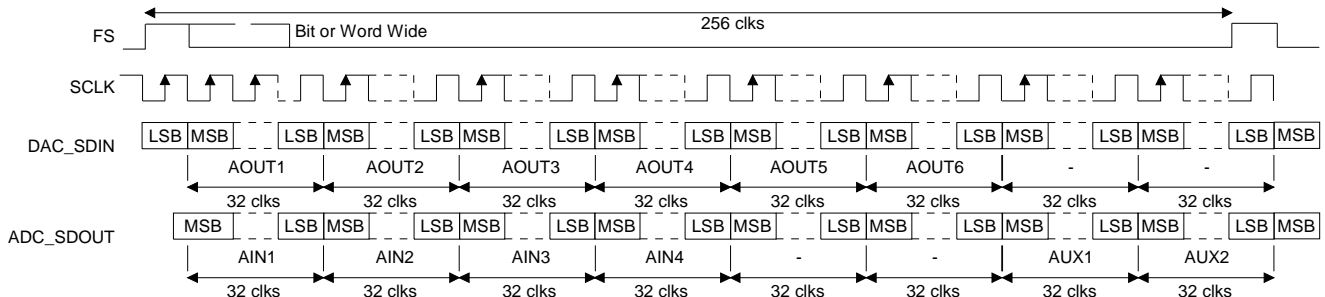 256 clks
FS
Bit or Word Wide
SCLK
DAC_SDIN
LSB MSB LSB MSB LSB MSB LSB MSB LSB MSB LSB MSB LSB MSB LSB MSB LSB MSB
AOUT1 AOUT2 AOUT3 AOUT4 AOUT5 AOUT6 - -
32 clks 32 clks 32 clks 32 clks 32 clks 32 clks 32 clks 32 clks
ADC_SDOUT
MSB LSB MSB LSB MSB LSB MSB LSB MSB LSB MSB LSB MSB LSB MSB LSB MSB
AIN1 AIN2 AIN3 AIN4 - - AUX1 AUX2
32 clks 32 clks 32 clks 32 clks 32 clks 32 clks 32 clks 32 clks